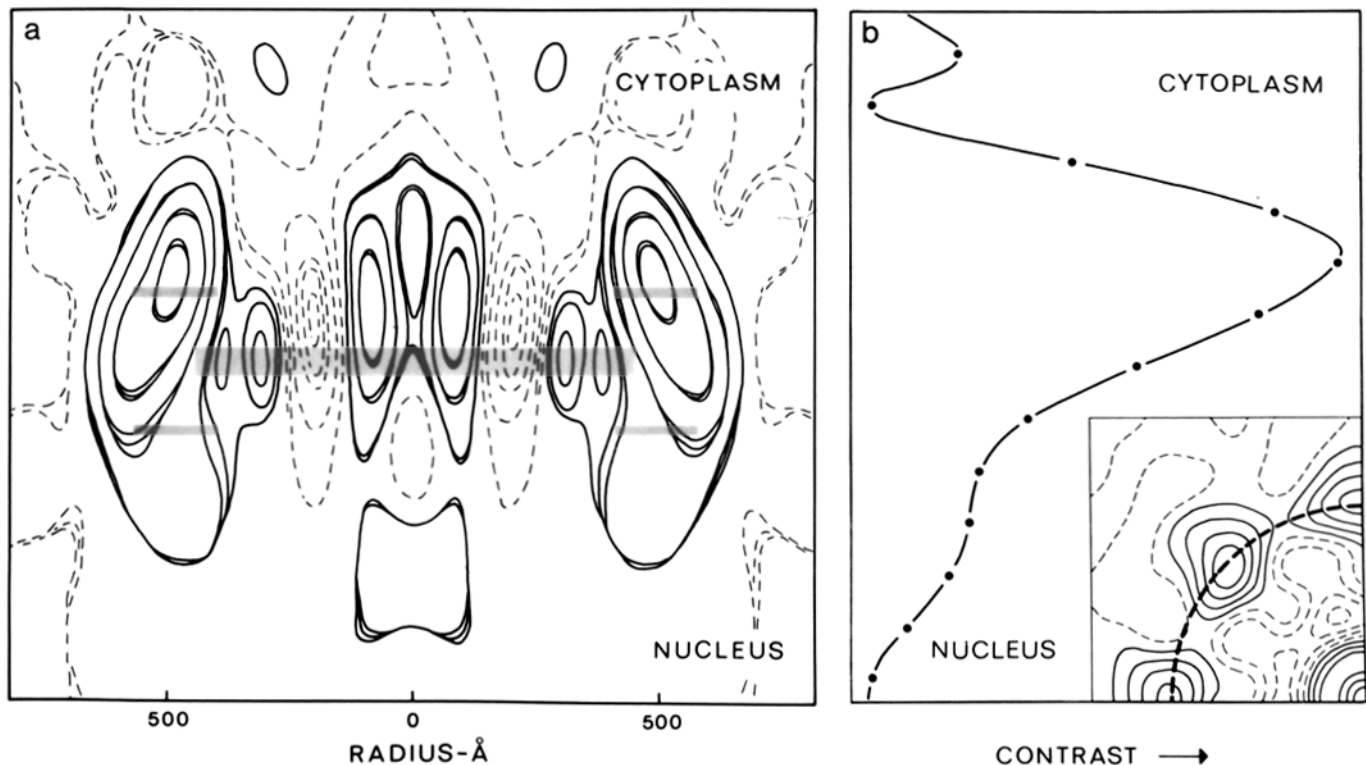 a
CYTOPLASM
NUCLEUS
500
0
500
RADIUS-Å
b
CYTOPLASM
NUCLEUS
CONTRAST →